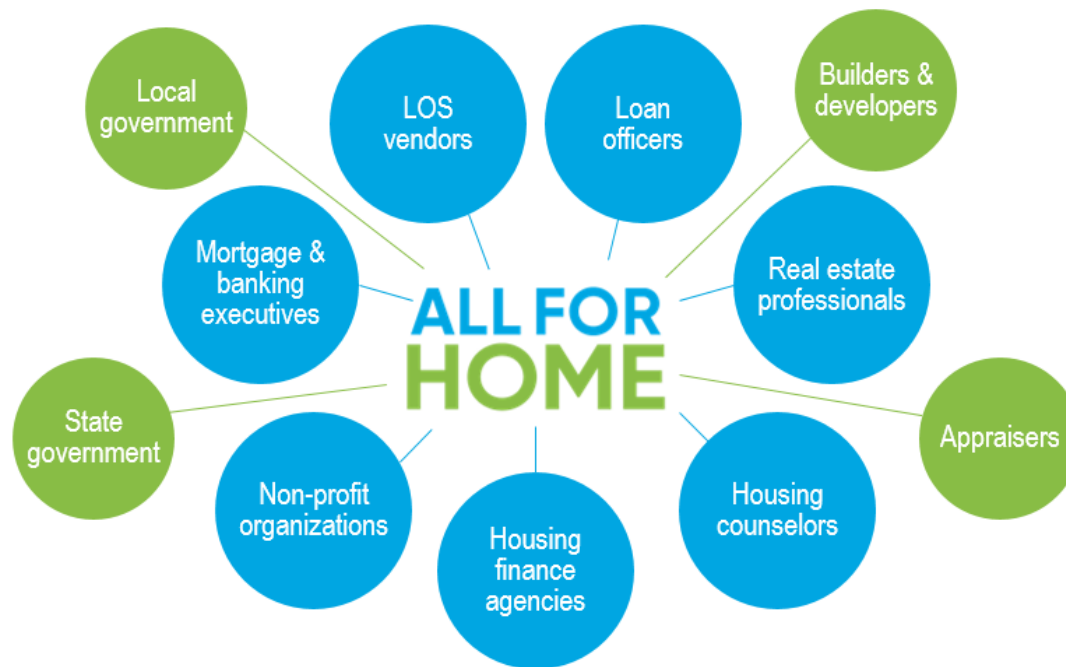 Local
government
LOS
vendors
Loan
officers
Builders &
developers
Mortgage &
banking
executives
Real estate
professionals
ALL FOR
HOME
State
government
Appraisers
Non-profit
organizations
Housing
finance
agencies
Housing
counselors